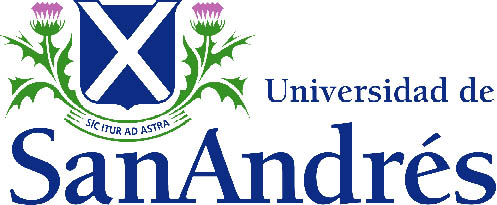 SIC ITUR AD ASTRA
Universidad de
SanAndrés